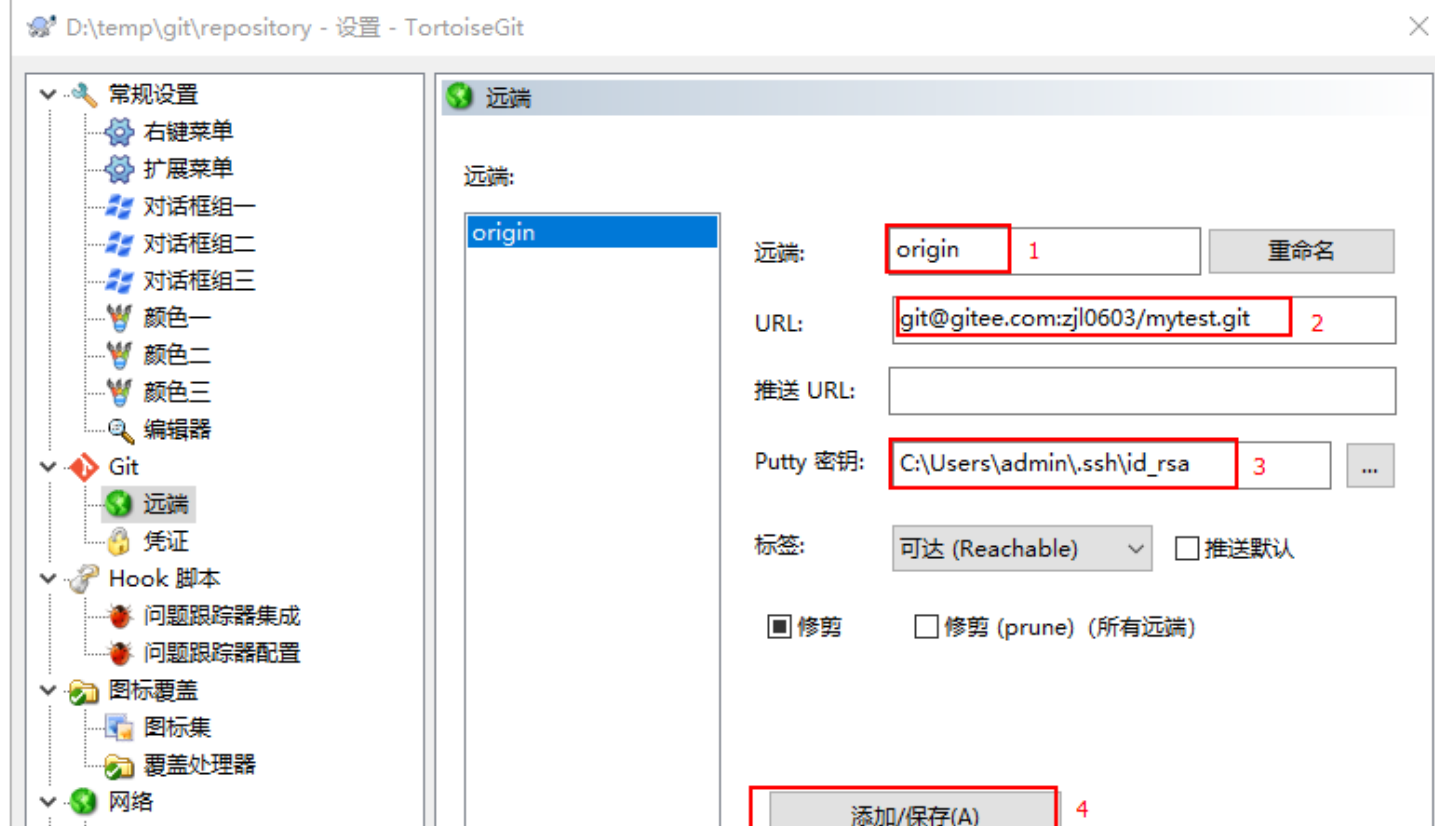 D:\temp\git\repository - 设置 - TortoiseGit
常规设置
右键菜单
扩展菜单
对话框组一
对话框组二
对话框组三
颜色一
颜色二
颜色三
编辑器
Git
远端
凭证
Hook 脚本
问题跟踪器集成
问题跟踪器配置
图标覆盖
图标集
覆盖处理器
网络
远端
远端:
origin
远端: origin 1 重命名
URL: git@gitee.com:zjl0603/mytest.git 2
推送 URL:
Putty 密钥: C:\Users\admin\.ssh\id_rsa 3 ...
标签: 可达 (Reachable) 推送默认
修剪 修剪 (prune) (所有远端)
添加/保存(A) 4